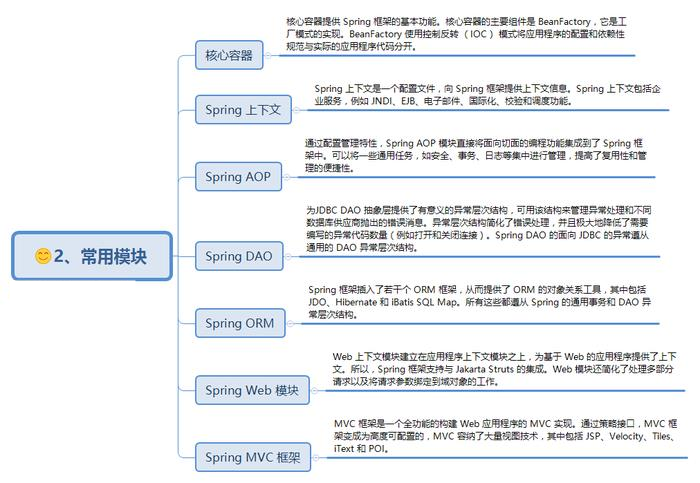 核心容器提供 Spring 框架的基本功能。核心容器的主要组件是 BeanFactory，它是工
厂模式的实现。BeanFactory 使用控制反转 （IOC ） 模式将应用程序的配置和依赖性
规范与实际的应用程序代码分开。
核心容器
Spring 上下文是一个配置文件，向 Spring 框架提供上下文信息。Spring 上下文包括企
业服务，例如 JNDI、EJB、电子邮件、国际化、校验和调度功能。
Spring 上下文
通过配置管理特性，Spring AOP 模块直接将面向切面的编程功能集成到了 Spring 框
架中。可以将一些通用任务，如安全、事务、日志等集中进行管理，提高了复用性和管
理的便捷性。
Spring AOP
为JDBC DAO 抽象层提供了有意义的异常层次结构，可用该结构来管理异常处理和不同
数据库供应商抛出的错误消息。异常层次结构简化了错误处理，并且极大地降低了需要
编写的异常代码数量（例如打开和关闭连接）。Spring DAO 的面向 JDBC 的异常遵从
通用的 DAO 异常层次结构。
Spring DAO
2、常用模块
Spring 框架插入了若干个 ORM 框架，从而提供了 ORM 的对象关系工具，其中包括
JDO、Hibernate 和 iBatis SQL Map。所有这些都遵从 Spring 的通用事务和 DAO 异
常层次结构。
Spring ORM
Web 上下文模块建立在应用程序上下文模块之上，为基于 Web 的应用程序提供了上下
文。所以，Spring 框架支持与 Jakarta Struts 的集成。Web 模块还简化了处理多部分
请求以及将请求参数绑定到域对象的工作。
Spring Web 模块
MVC 框架是一个全功能的构建 Web 应用程序的 MVC 实现。通过策略接口，MVC 框
架变成为高度可配置的，MVC 容纳了大量视图技术，其中包括 JSP、Velocity、Tiles、
iText 和 POI。
Spring MVC 框架